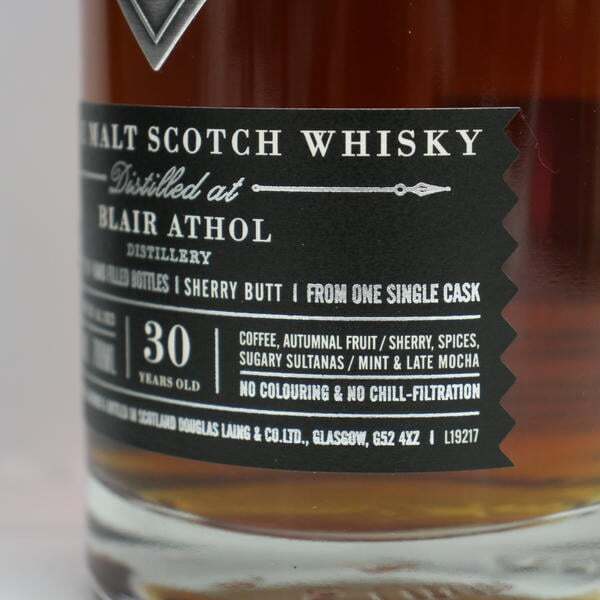 MALT SCOTCH WHISKY
Distilled at
BLAIR ATHOL
DISTILLERY
FILLED BOTTLES | SHERRY BUTT | FROM ONE SINGLE CASK
30
YEARS OLD
COFFEE, AUTUMNAL FRUIT / SHERRY, SPICES,
SUGARY SULTANAS / MINT & LATE MOCHA
NO COLOURING & NO CHILL-FILTRATION
BOTTLED IN SCOTLAND DOUGLAS LAING & CO.LTD., GLASGOW, G52 4XZ | L19217